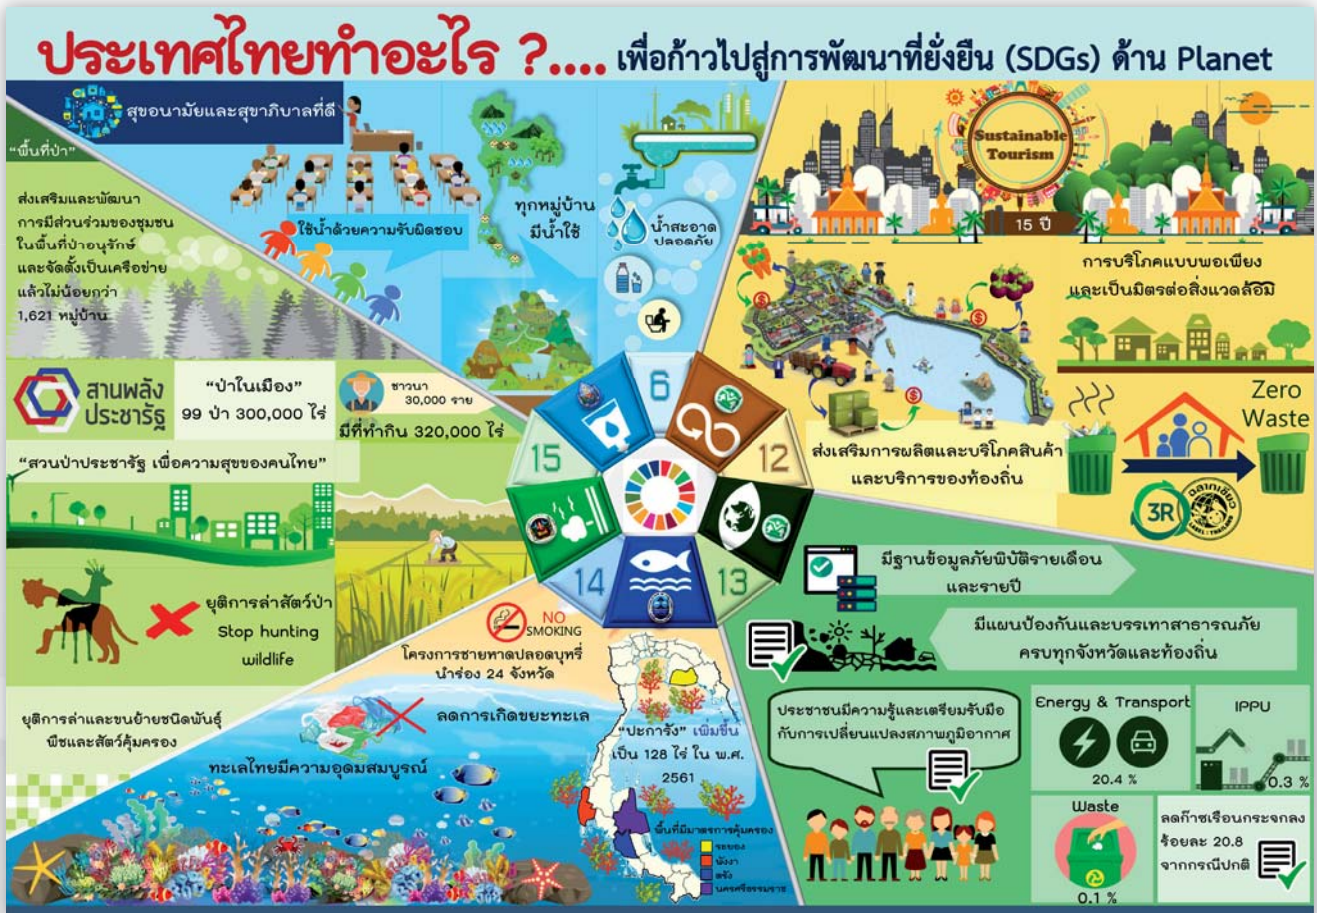 ประเทศไทยทำอะไร ?.... เพื่อก้าวไปสู่การพัฒนาที่ยั่งยืน (SDGs) ด้าน Planet
สุขอนามัยและสุขาภิบาลที่ดี
ใช้น้ำด้วยความรับผิดชอบ
ทุกหมู่บ้าน
มีน้ำใช้
น้ำสะอาด
ปลอดภัย
“พื้นที่ป่า”
ส่งเสริมและพัฒนา
การมีส่วนร่วมของชุมชน
ในพื้นที่ป่าอนุรักษ์
และจัดตั้งเป็นเครือข่าย
แล้วไม่น้อยกว่า
1,621 หมู่บ้าน
สานพลัง
ประชารัฐ
“ป่าในเมือง”
99 ป่า 300,000 ไร่
ชาวนา
30,000 ราย
มีที่ทำกิน 320,000 ไร่
“สวนป่าประชารัฐ เพื่อความสุขของคนไทย”
ยุติการล่าสัตว์ป่า
Stop hunting
wildlife
ยุติการล่าและขนย้ายชนิดพันธุ์
พืชและสัตว์คุ้มครอง
Sustainable
Tourism
15 ปี
การบริโภคแบบพอเพียง
และเป็นมิตรต่อสิ่งแวดล้อม
ส่งเสริมการผลิตและบริโภคสินค้า
และบริการของท้องถิ่น
Zero
Waste
3R
ฉลากเขียว
6
12
13
14
15
NO
SMOKING
โครงการชายหาดปลอดบุหรี่
นำร่อง 24 จังหวัด
ลดการเกิดขยะทะเล
ทะเลไทยมีความอุดมสมบูรณ์
“ปะการัง” เพิ่มขึ้น
เป็น 128 ไร่ ใน พ.ศ.
2561
พื้นที่มีมาตรการคุ้มครอง
ระยอง
พังงา
ตรัง
นครศรีธรรมราช
มีฐานข้อมูลภัยพิบัติรายเดือน
และรายปี
มีแผนป้องกันและบรรเทาสาธารณภัย
ครบทุกจังหวัดและท้องถิ่น
ประชาชนมีความรู้และเตรียมรับมือ
กับการเปลี่ยนแปลงสภาพภูมิอากาศ
Energy & Transport
20.4 %
IPPU
0.3 %
Waste
0.1 %
ลดก๊าซเรือนกระจกลง
ร้อยละ 20.8
จากกรณีปกติ